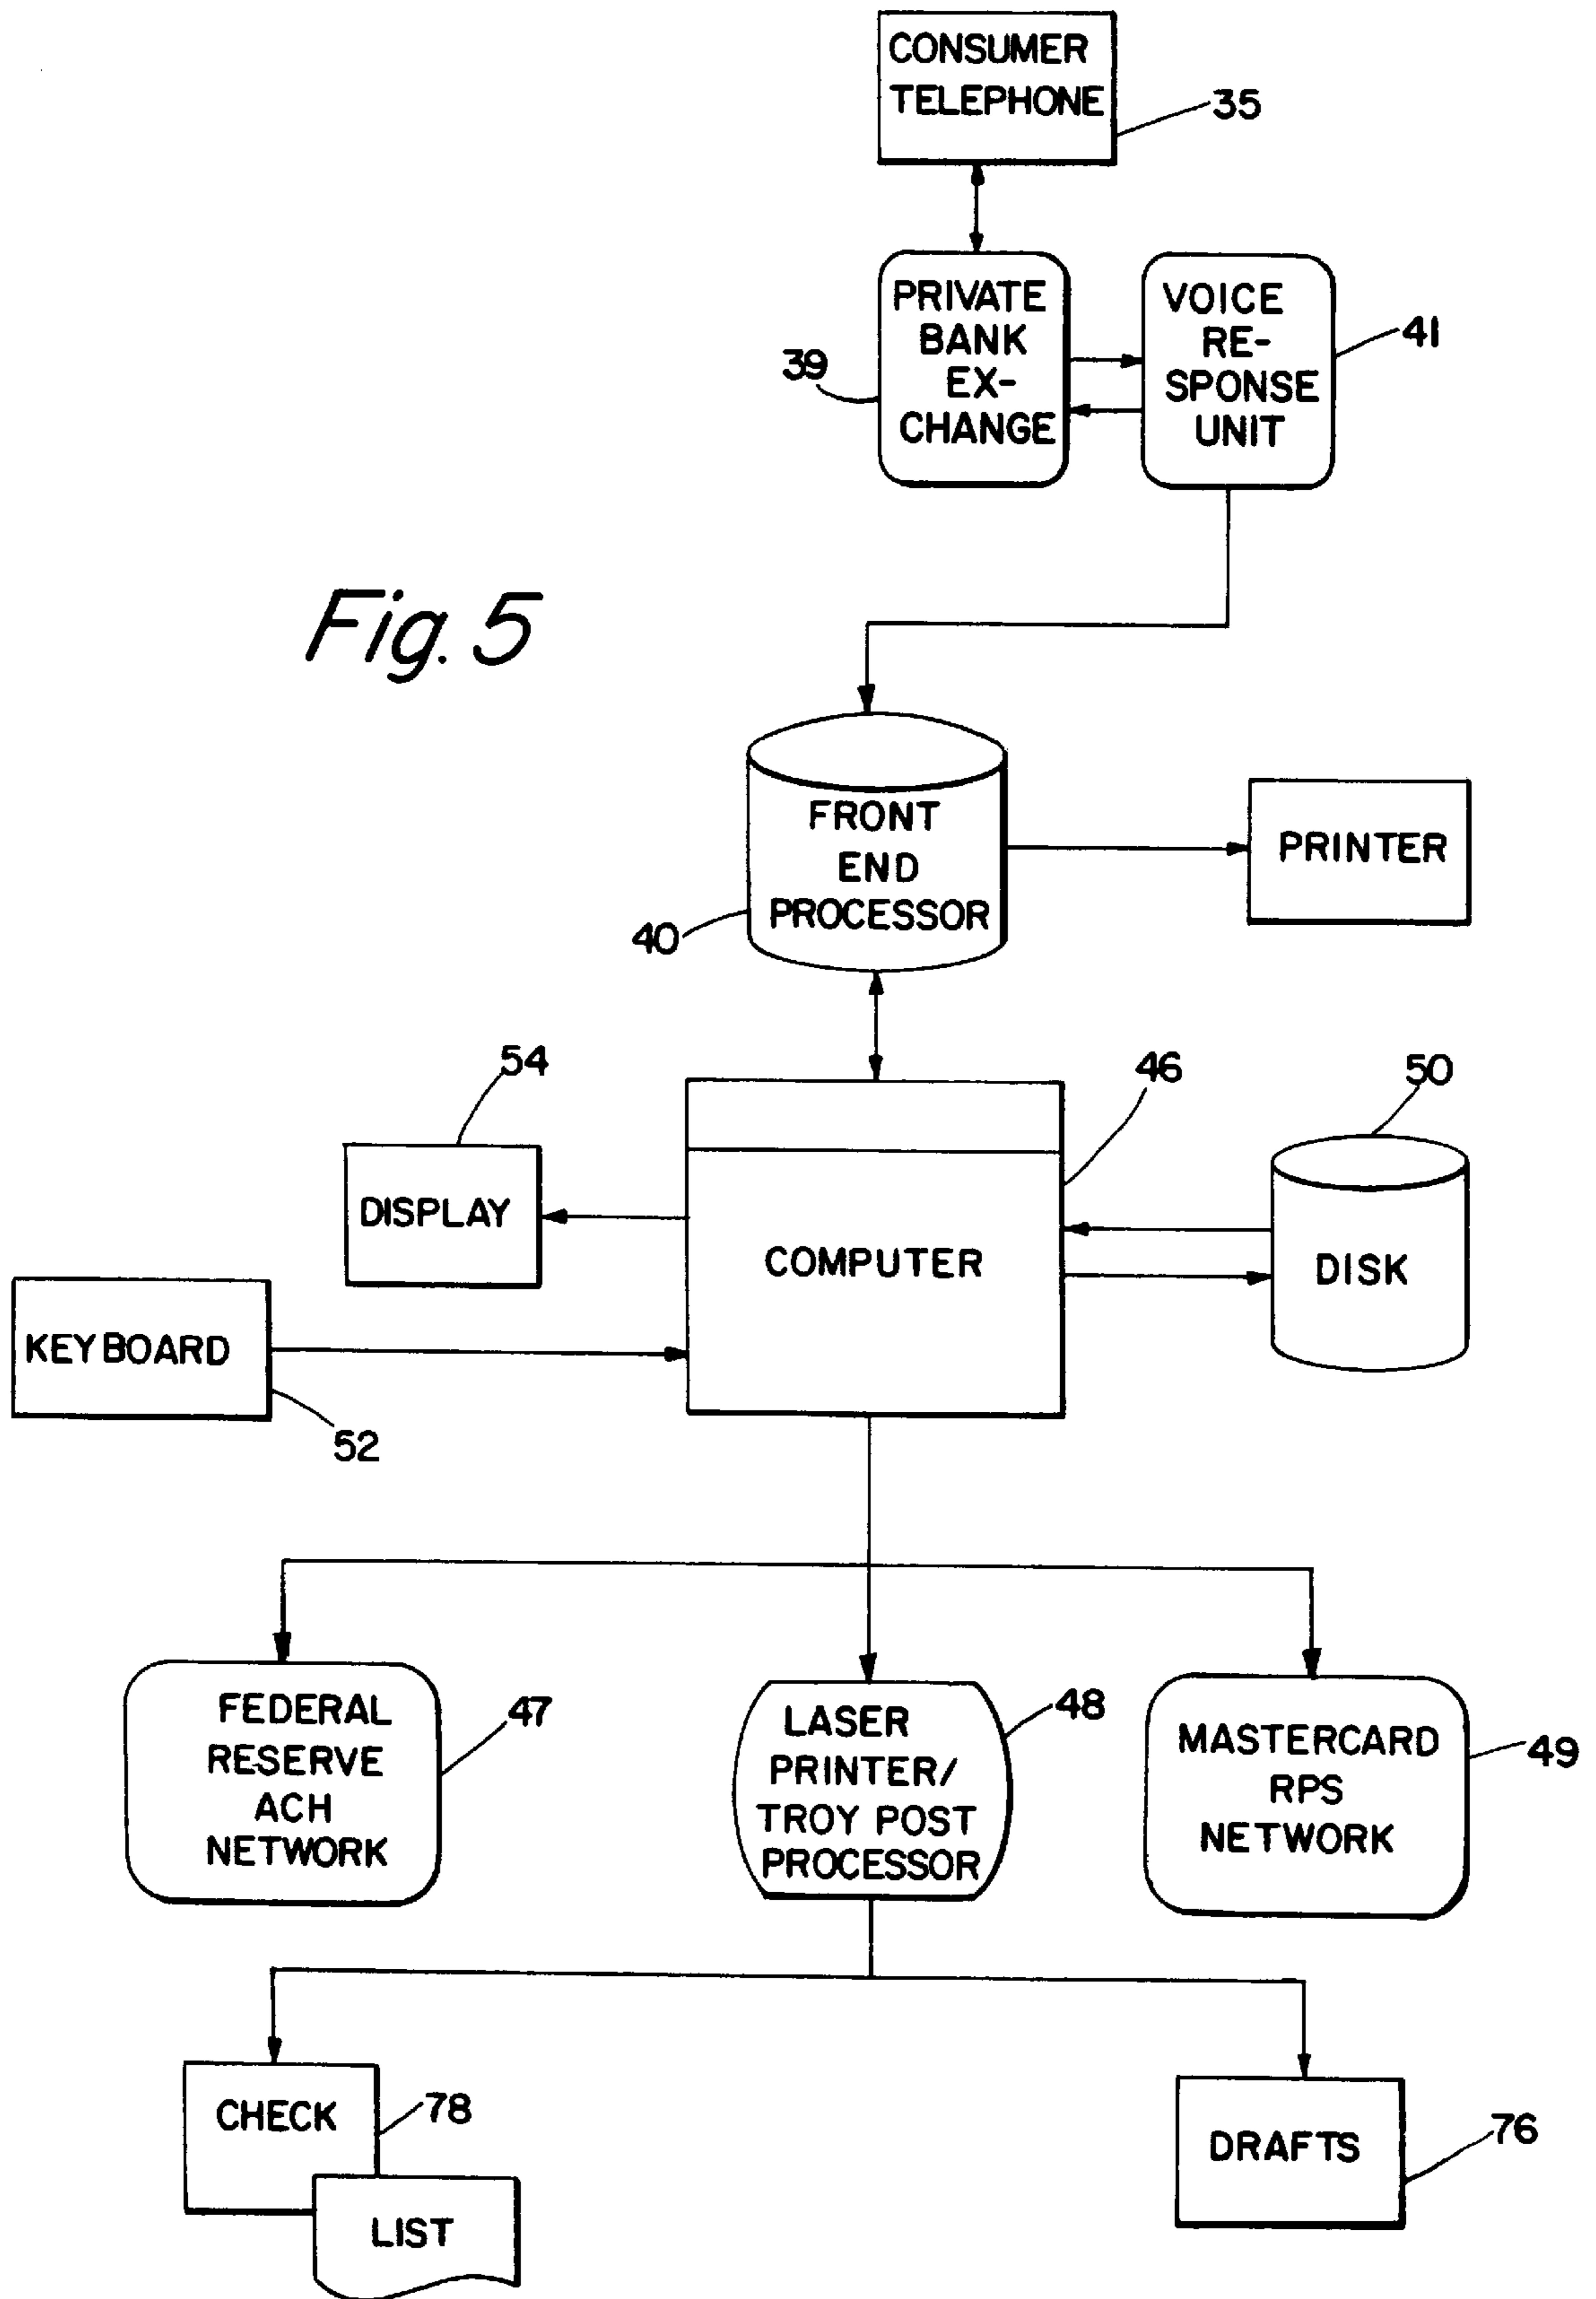 CONSUMER
TELEPHONE
35
PRIVATE
BANK
EX-
CHANGE
39
VOICE
RE-
SPONSE
UNIT
41
Fig. 5
FRONT
END
PROCESSOR
40
PRINTER
54
46
50
DISPLAY
COMPUTER
DISK
KEYBOARD
52
FEDERAL
RESERVE
ACH
NETWORK
47
LASER
PRINTER/
TROY POST
PROCESSOR
48
MASTERCARD
RPS
NETWORK
49
CHECK
78
LIST
DRAFTS
76